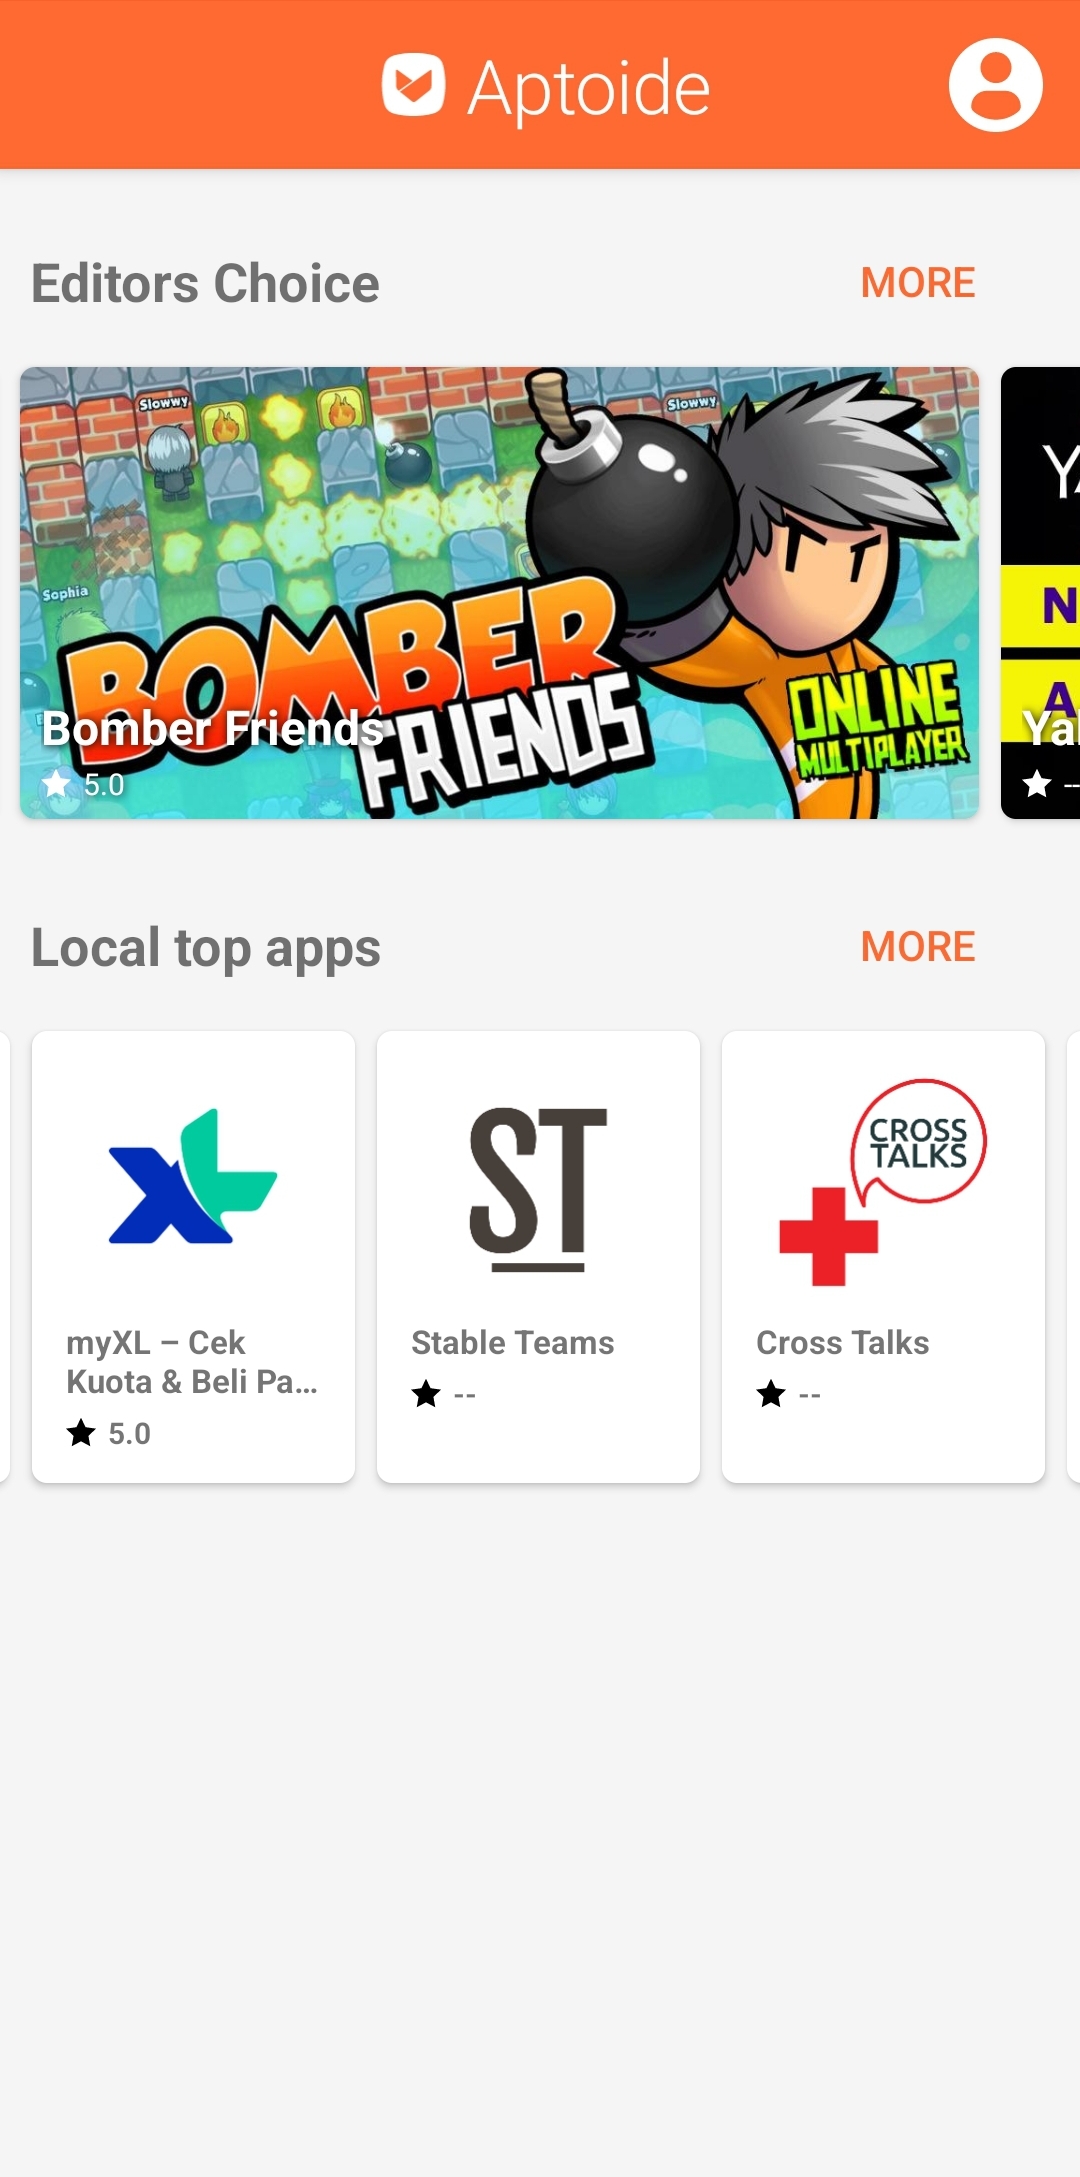 Aptoide
Editors Choice
MORE
Slowwy
Slowwy
Sophia
BOMBER
FRIENDS
ONLINE
MULTIPLAYER
Bomber Friends
5.0
--
Local top apps
MORE
CROSS
TALKS
ST
myXL – Cek
Kuota & Beli Pa...
5.0
Stable Teams
--
Cross Talks
--